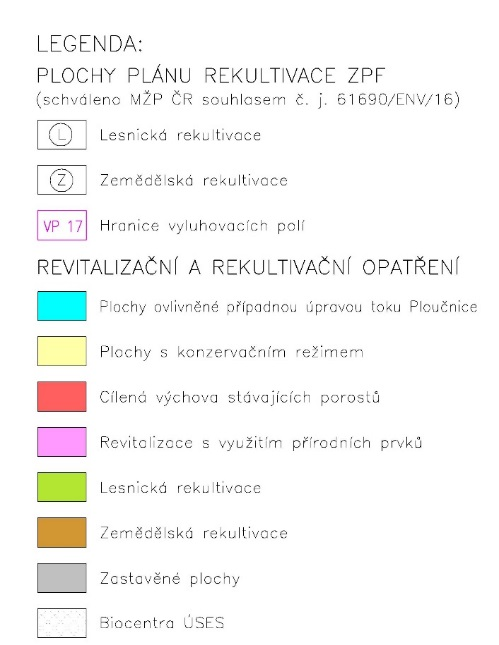 LEGENDA:
PLOCHY PLÁNU REKULTIVACE ZPF
(schváleno MŽP ČR souhlasem č. j. 61690/ENV/16)
L Lesnická rekultivace
Z Zemědělská rekultivace
VP 17 Hranice vyluhovacích polí
REVITALIZAČNÍ A REKULTIVAČNÍ OPATŘENÍ
Plochy ovlivněné případnou úpravou toku Ploučnice
Plochy s konzervačním režimem
Cílená výchova stávajících porostů
Revitalizace s využitím přírodních prvků
Lesnická rekultivace
Zemědělská rekultivace
Zastavěné plochy
Biocentra ÚSES